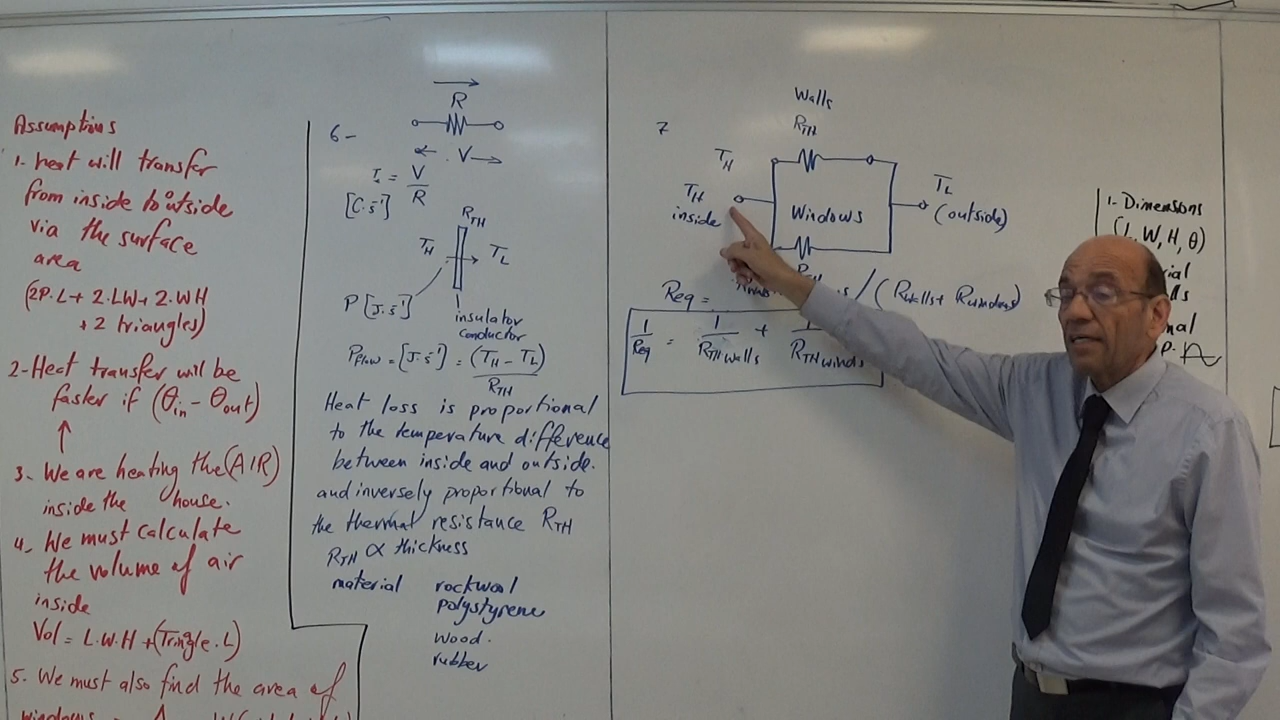 Assumptions
1- heat will transfer
from inside to outside
via the surface
area
(2P.L + 2.LW + 2.WH
+ 2 triangles)
2- Heat transfer will be
faster if (θin - θout)
↑
3. We are heating the (AIR)
inside the house.
4. We must calculate
the volume of air
inside
Vol = L.W.H + (Tringle.L)
5. We must also find the area of
windows
6-
R
V
= V/R
[C.s⁻¹]
RTH
TH
TL
P [J.s⁻¹]
insulator
conductor
= [J.s⁻¹] = (TH - TL)/RTH
Heat loss is proportional
to the temperature difference
between inside and outside.
and inversely proportional to
the thermal resistance RTH
RTH ∝ thickness
material rockwool
polystyrene
wood.
rubber
7
Walls
RTH
TH
TH
inside
TL
(outside)
Windows
Req = / (Rwalls +
1/Req = 1/RTH walls + 1/RTH winds
1- Dimensions
(L, W, H, θ)